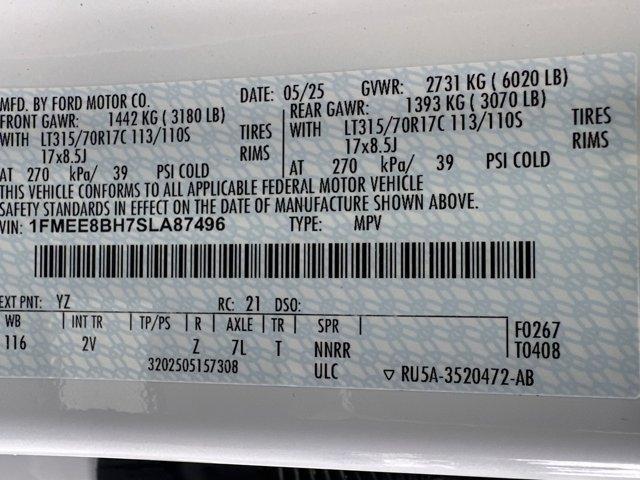 MFD. BY FORD MOTOR CO. DATE: 05/25 GVWR: 2731 KG ( 6020 LB)
FRONT GAWR: 1442 KG ( 3180 LB) REAR GAWR: 1393 KG ( 3070 LB)
WITH LT315/70R17C 113/110S TIRES WITH LT315/70R17C 113/110S TIRES
17x8.5J RIMS 17x8.5J RIMS
AT 270 kPa/ 39 PSI COLD AT 270 kPa/ 39 PSI COLD
THIS VEHICLE CONFORMS TO ALL APPLICABLE FEDERAL MOTOR VEHICLE
SAFETY STANDARDS IN EFFECT ON THE DATE OF MANUFACTURE SHOWN ABOVE.
VIN: 1FMEE8BH7SLA87496 TYPE: MPV
EXT PNT: YZ RC: 21 DSO:
WB INT TR TP/PS R AXLE TR SPR F0267
116 2V Z 7L T NNRR T0408
3202505157308 ULC ▽ RU5A-3520472-AB